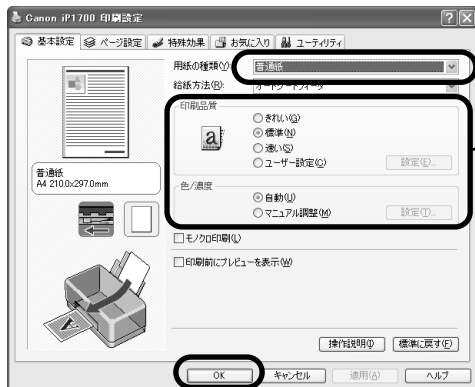 Canon iP1700 印刷設定
基本設定 ページ設定 特殊効果 お気に入り ユーティリティ
用紙の種類(Y): 普通紙
給紙方法(R): オートシートフィーダ
印刷品質
きれい(G)
標準(N)
速い(S)
ユーザー設定(C) 設定(E)...
普通紙
A4 210.0x297.0mm
色/濃度
自動(U)
マニュアル調整(M) 設定(T)...
モノクロ印刷(L)
印刷前にプレビューを表示(W)
操作説明(I) 標準に戻す(F)
OK キャンセル 適用(A) ヘルプ